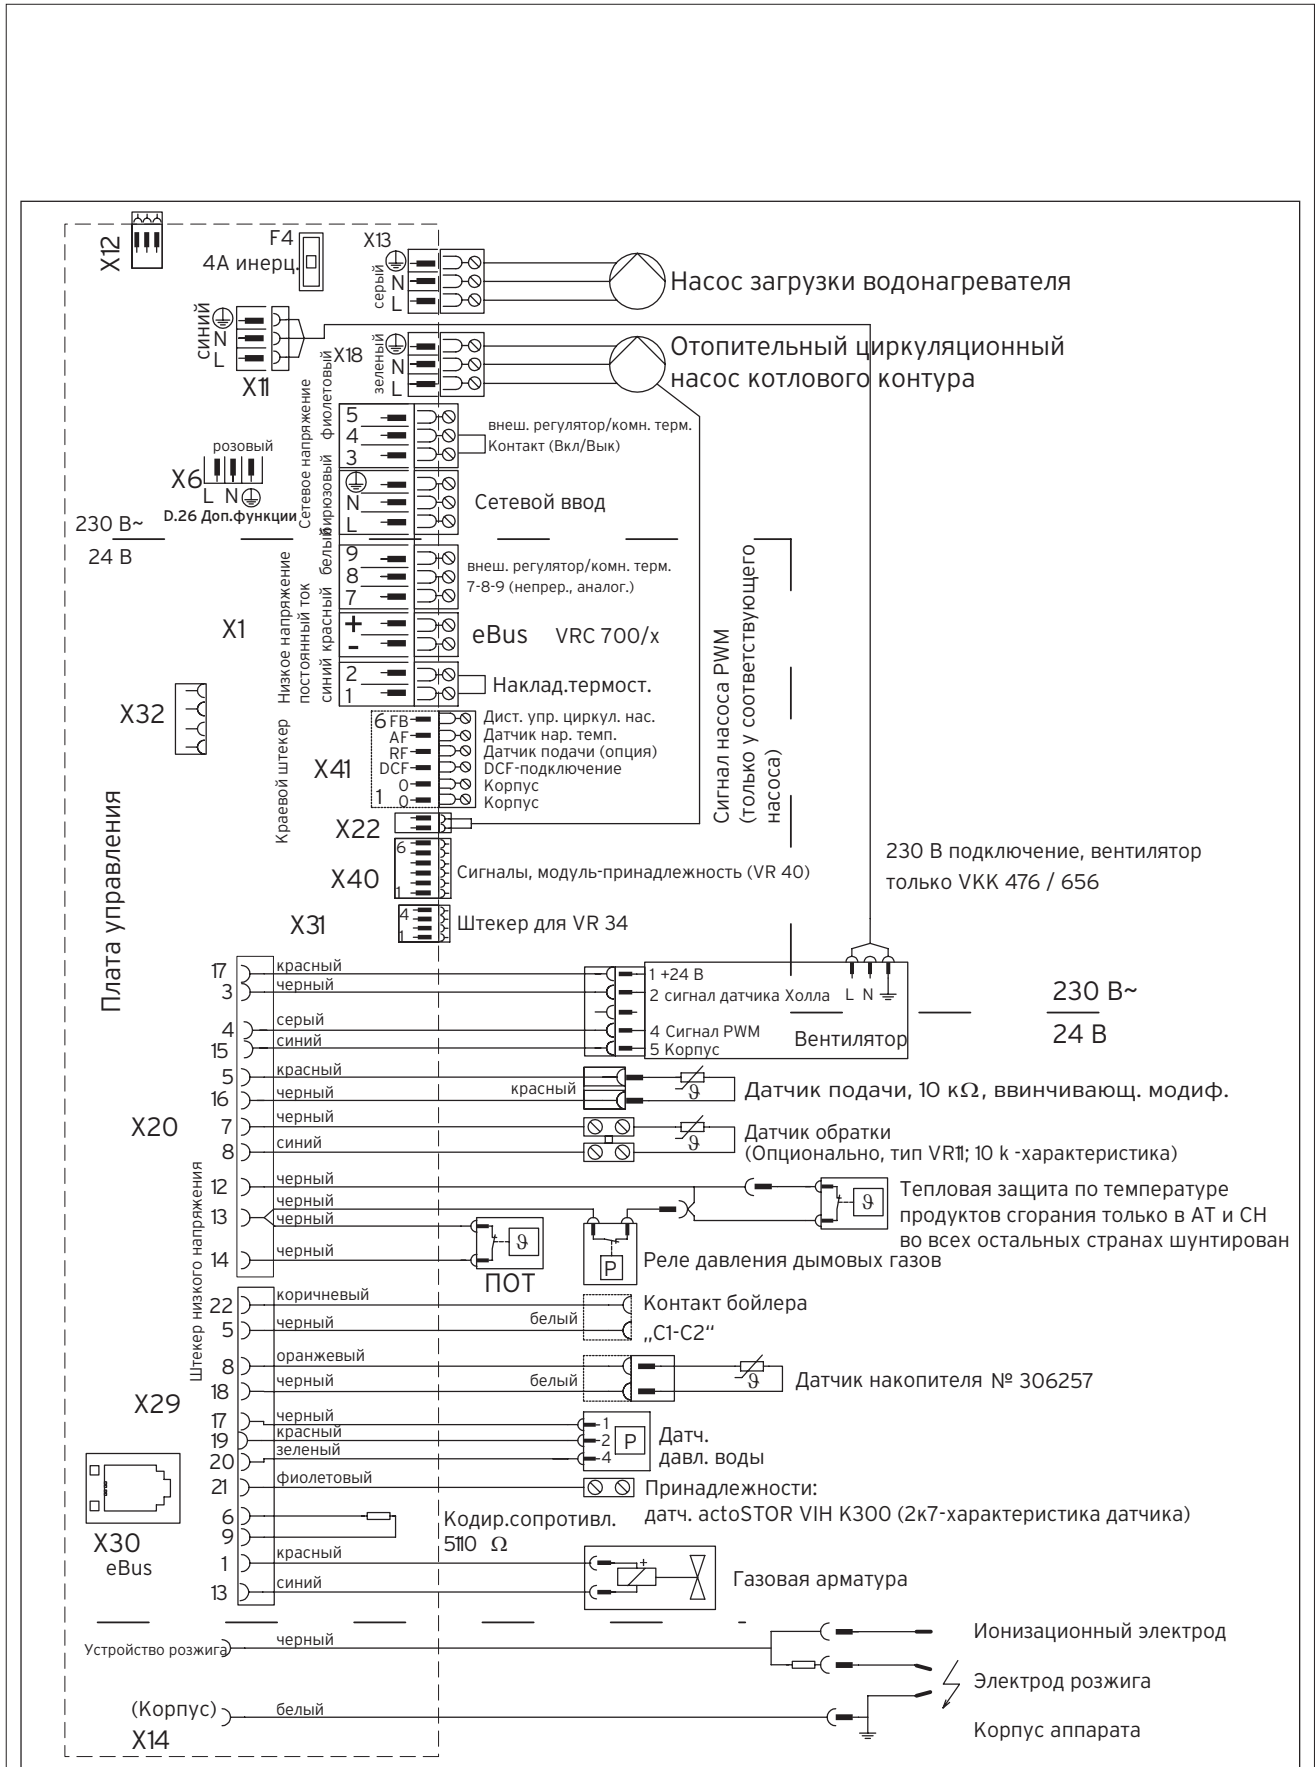 X12
F4
4А инерц.
X13
серый
N
L
Насос загрузки водонагревателя
синий
N
L
X11
X18
зеленый
N
L
Отопительный циркуляционный
насос котлового контура
Сетевое напряжение
фиолетовый
5
4
3
внеш. регулятор/комн. терм.
Контакт (Вкл/Вык)
розовый
X6
L N
D.26 Доп.функции
бирюзовый
N
L
Сетевой ввод
230 В~
24 В
белый
9
8
7
внеш. регулятор/комн. терм.
7-8-9 (непрер., аналог.)
X1
Низкое напряжение
постоянный ток
красный
+
-
eBus VRC 700/x
синий
2
1
Наклад.термост.
Сигнал насоса PWM
(только у соответствующего
насоса)
X32
Краевой штекер
X41
6 FB
AF
RF
DCF
0
1 0
Дист. упр. циркул. нас.
Датчик нар. темп.
Датчик подачи (опция)
DCF-подключение
Корпус
Корпус
X22
X40
6
1
Сигналы, модуль-принадлежность (VR 40)
X31
4
1
Штекер для VR 34
230 В подключение, вентилятор
только VKK 476 / 656
Плата управления
17 красный
3 черный
4 серый
15 синий
1 +24 В
2 сигнал датчика Холла
4 Сигнал PWM
5 Корпус
L N
Вентилятор
230 В~
24 В
5 красный
16 черный
красный
ϑ
Датчик подачи, 10 кΩ, ввинчивающ. модиф.
X20
7 черный
8 синий
ϑ
Датчик обратки
(Опционально, тип VR11; 10 k -характеристика)
Штекер низкого напряжения
12 черный
13 черный
черный
14 черный
ϑ
ПОТ
P
Реле давления дымовых газов
ϑ
Тепловая защита по температуре
продуктов сгорания только в AT и CH
во всех остальных странах шунтирован
22 коричневый
5 черный
белый
Контакт бойлера
„C1-C2“
8 оранжевый
18 черный
белый
ϑ
Датчик накопителя № 306257
X29
17 черный
19 красный
20 зеленый
1
2
4
P
Датч.
давл. воды
21 фиолетовый
Принадлежности:
датч. actoSTOR VIH K300 (2к7-характеристика датчика)
6
9
Кодир.сопротивл.
5110 Ω
X30
eBus
1 красный
13 синий
+
Газовая арматура
Устройство розжига
черный
Ионизационный электрод
Электрод розжига
(Корпус)
X14
белый
Корпус аппарата